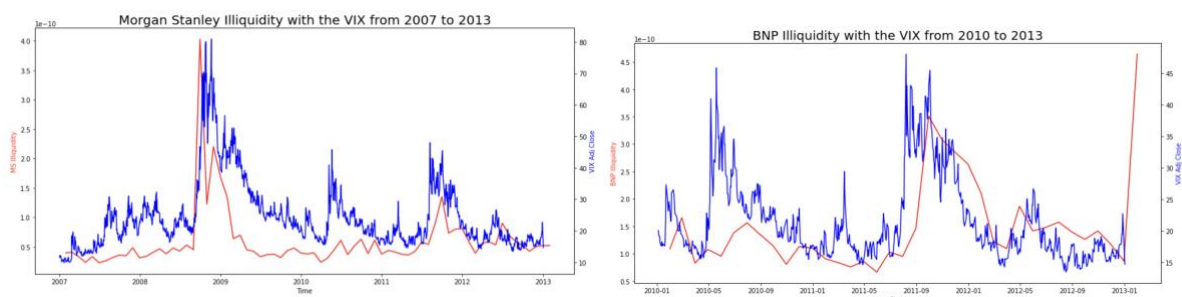 Morgan Stanley Illiquidity with the VIX from 2007 to 2013
1e−10
4.0
3.5
3.0
2.5
2.0
1.5
1.0
0.5
MS Illiquidity
80
70
60
50
40
30
20
10
VIX Adj Close
2007 2008 2009 2010 2011 2012 2013
Time
BNP Illiquidity with the VIX from 2010 to 2013
1e−10
4.5
4.0
3.5
3.0
2.5
2.0
1.5
1.0
0.5
BNP Illiquidity
45
40
35
30
25
20
15
VIX Adj Close
2010-01 2010-05 2010-09 2011-01 2011-05 2011-09 2012-01 2012-05 2012-09 2013-01